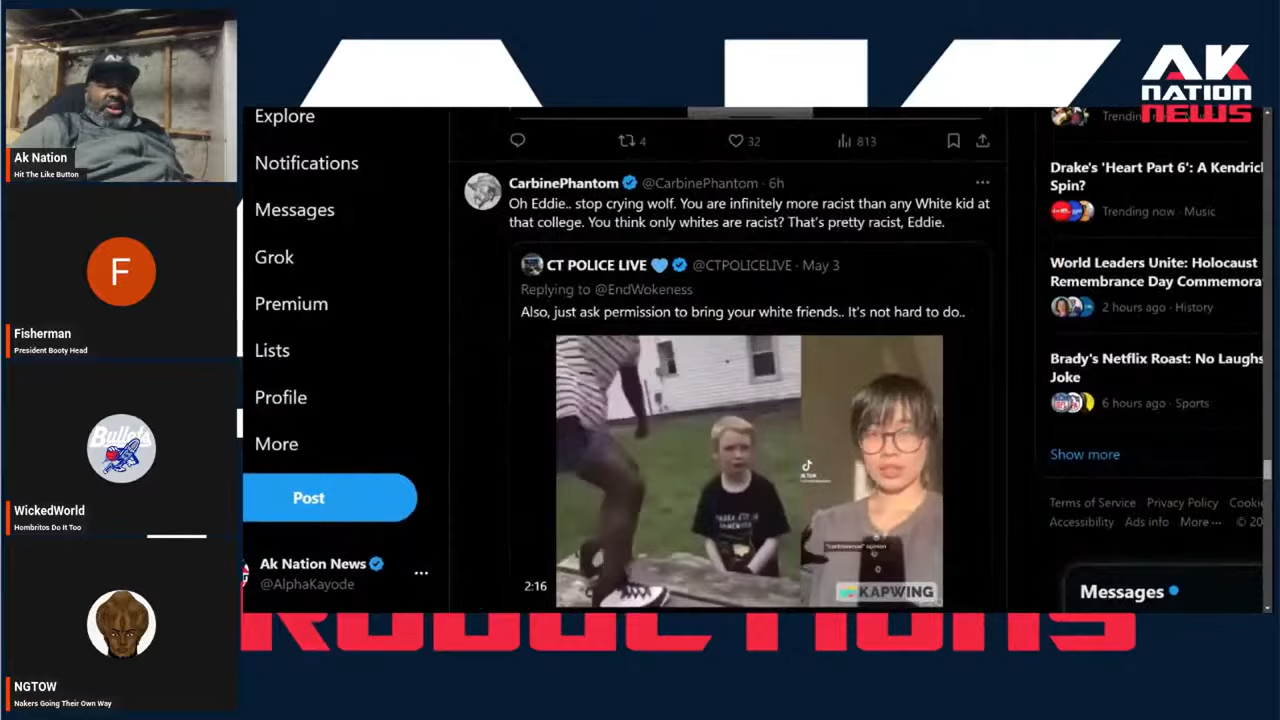 Ak Nation
Hit The Like Button
F
Fisherman
President Booty Head
Bullets
WickedWorld
Hombritos Do It Too
NGTOW
Nakers Going Their Own Way
AK
NATION
NEWS
Explore
Notifications
Messages
Grok
Premium
Lists
Profile
More
Post
Ak Nation News
@AlphaKayode
4
32
813
CarbinePhantom @CarbinePhantom · 6h
Oh Eddie.. stop crying wolf. You are infinitely more racist than any White kid at
that college. You think only whites are racist? That's pretty racist, Eddie.
CT POLICE LIVE @CTPOLICELIVE · May 3
Replying to @EndWokeness
Also, just ask permission to bring your white friends.. It's not hard to do..
"controversial" opinion
2:16
KAPWING
Drake's 'Heart Part 6': A Kendric
Spin?
Trending now · Music
World Leaders Unite: Holocaust
Remembrance Day Commemora
2 hours ago · History
Brady's Netflix Roast: No Laughs
Joke
6 hours ago · Sports
Show more
Terms of Service Privacy Policy Cookie
Accessibility Ads info More ··· © 20
Messages
RODUCTIONS